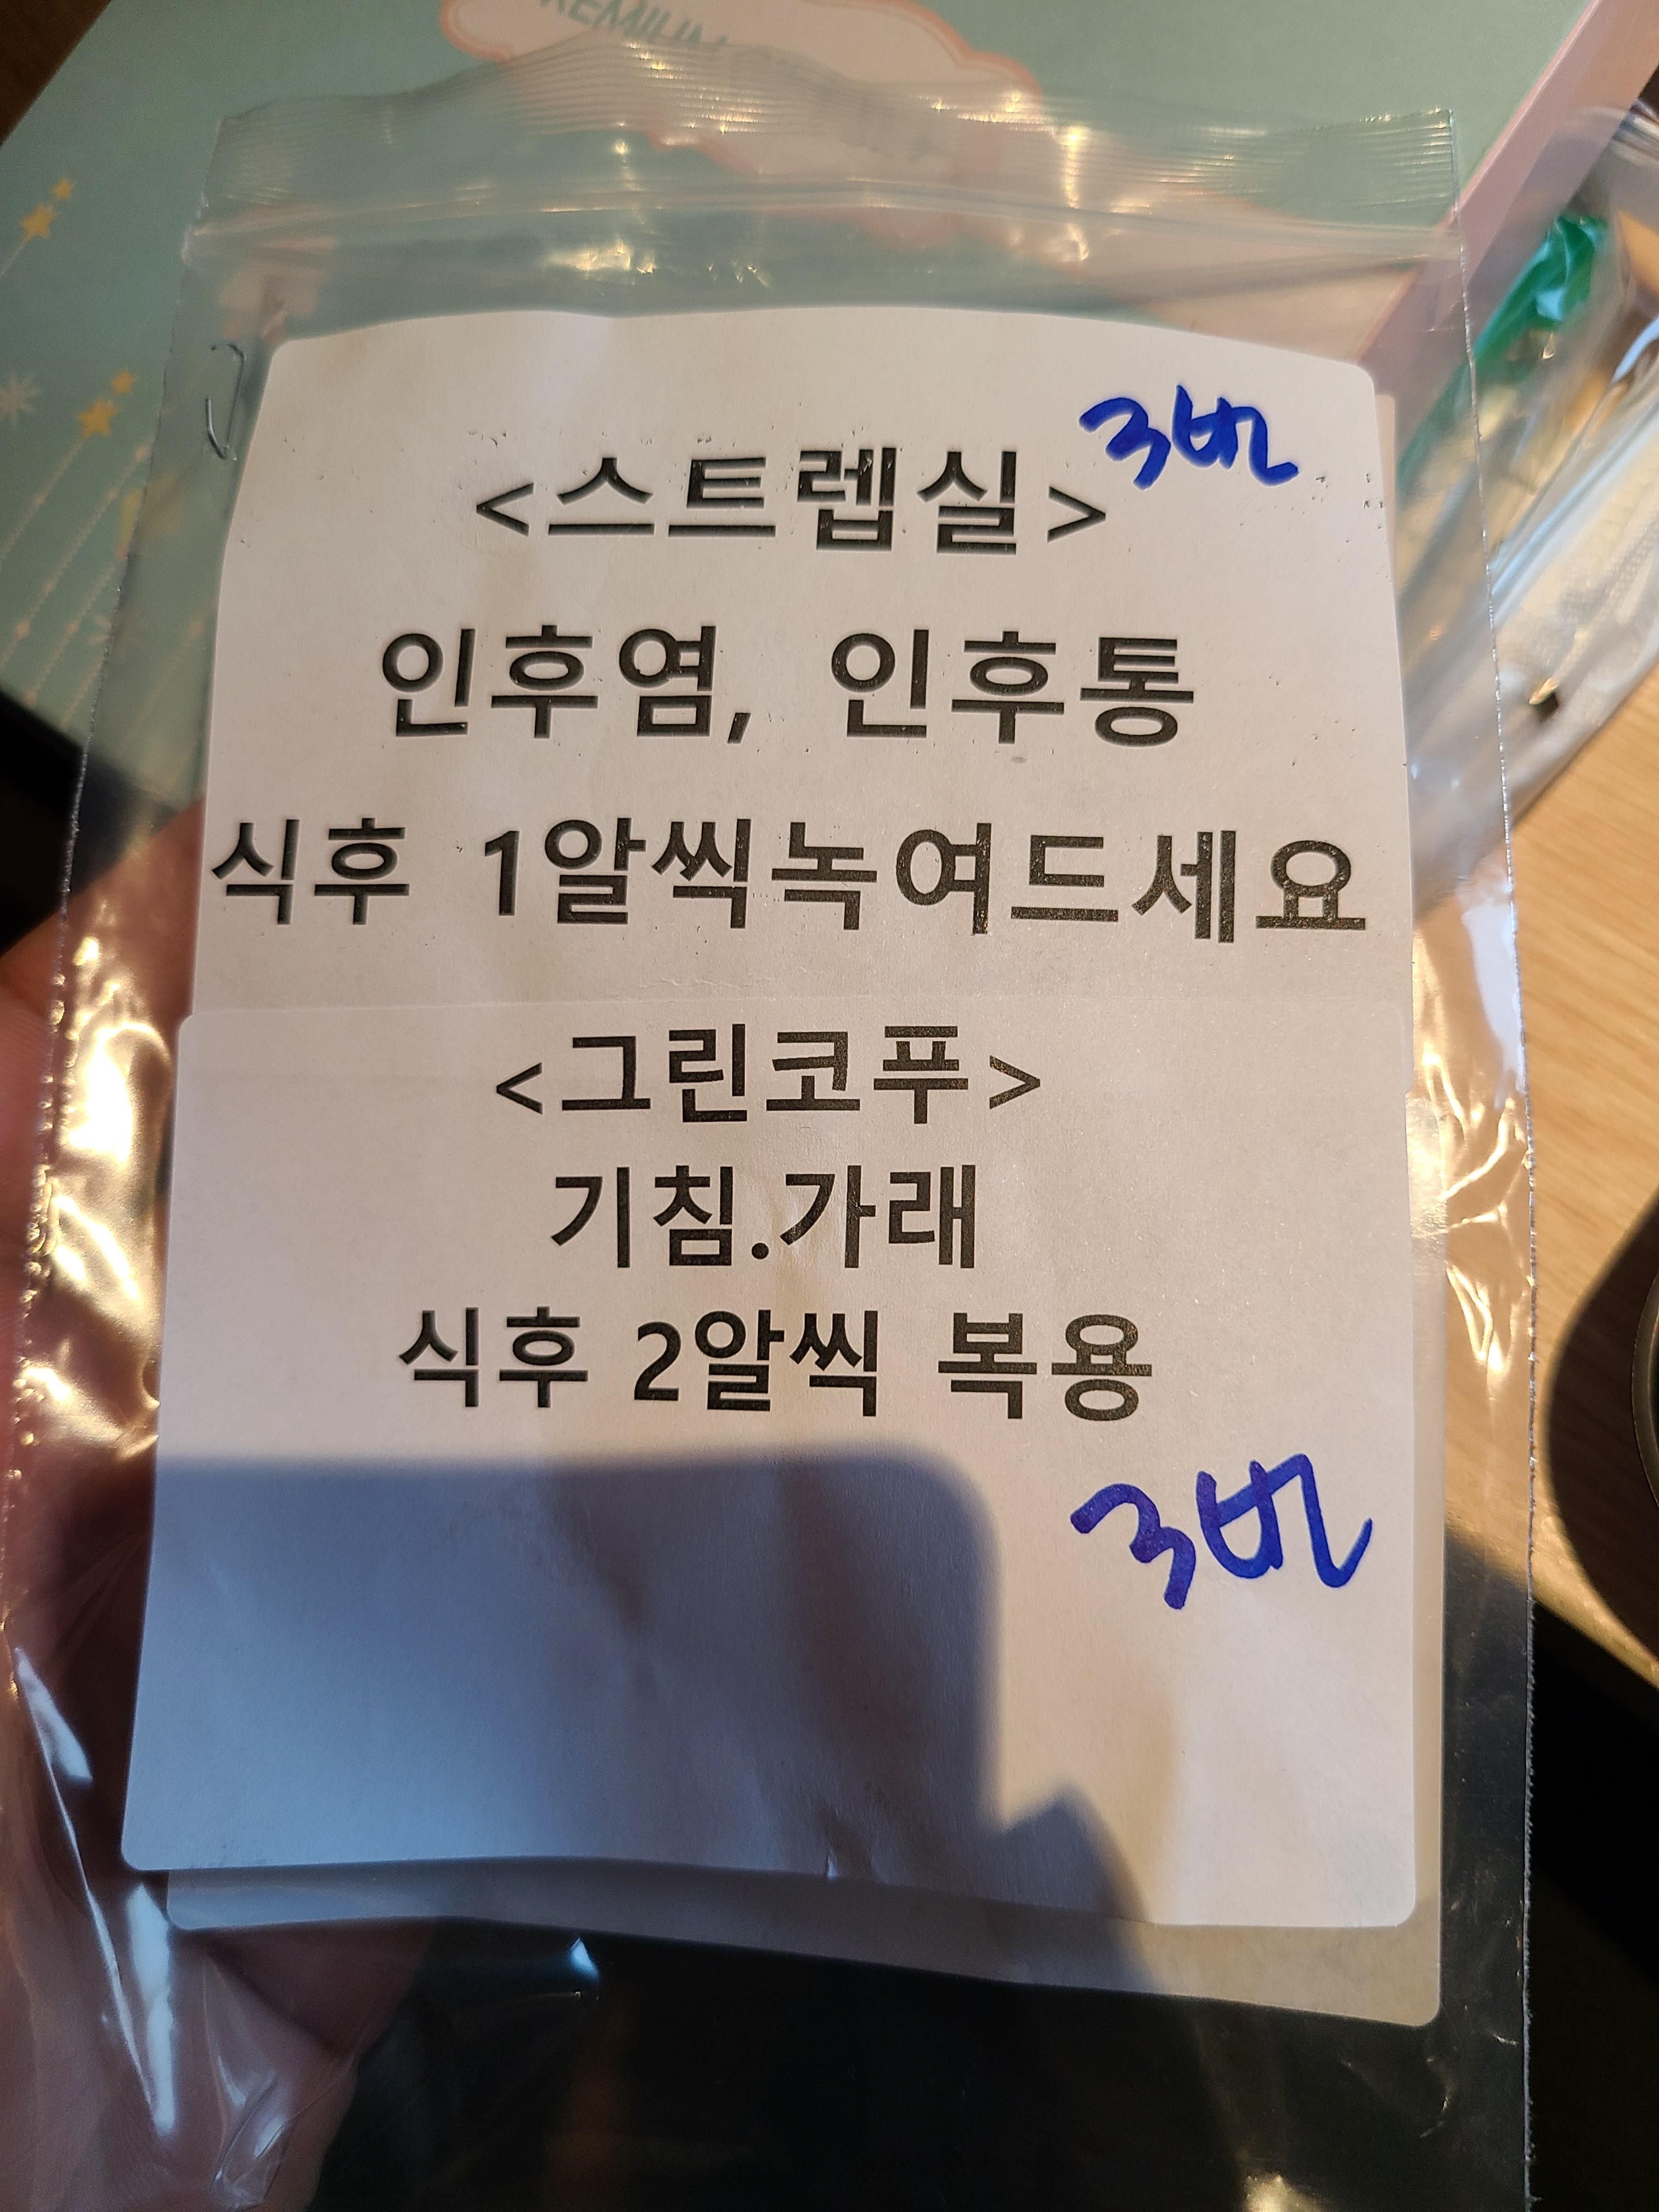 3번
<스트렙실>
인후염, 인후통
식후 1알씩녹여드세요
<그린코푸>
기침.가래
식후 2알씩 복용
3번